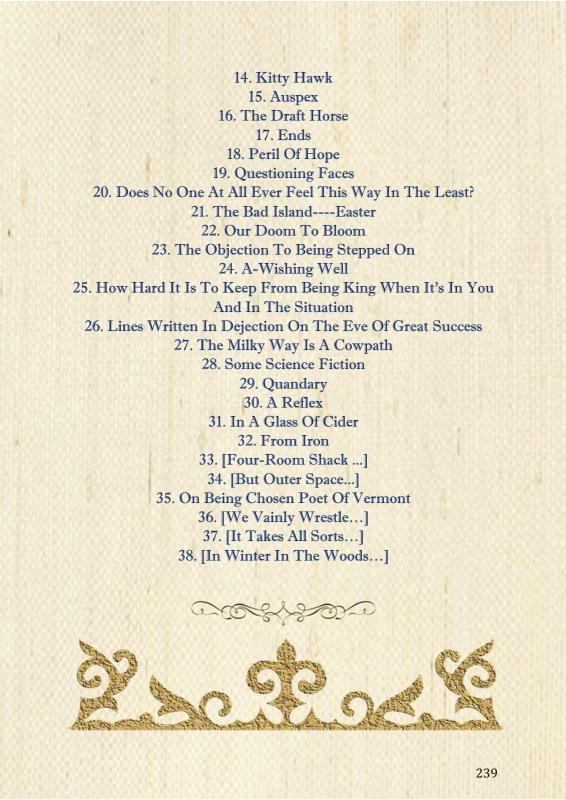 14. Kitty Hawk
15. Auspex
16. The Draft Horse
17. Ends
18. Peril Of Hope
19. Questioning Faces
20. Does No One At All Ever Feel This Way In The Least?
21. The Bad Island----Easter
22. Our Doom To Bloom
23. The Objection To Being Stepped On
24. A-Wishing Well
25. How Hard It Is To Keep From Being King When It's In You
And In The Situation
26. Lines Written In Dejection On The Eve Of Great Success
27. The Milky Way Is A Cowpath
28. Some Science Fiction
29. Quandary
30. A Reflex
31. In A Glass Of Cider
32. From Iron
33. [Four-Room Shack ...]
34. [But Outer Space...]
35. On Being Chosen Poet Of Vermont
36. [We Vainly Wrestle…]
37. [It Takes All Sorts…]
38. [In Winter In The Woods…]
239